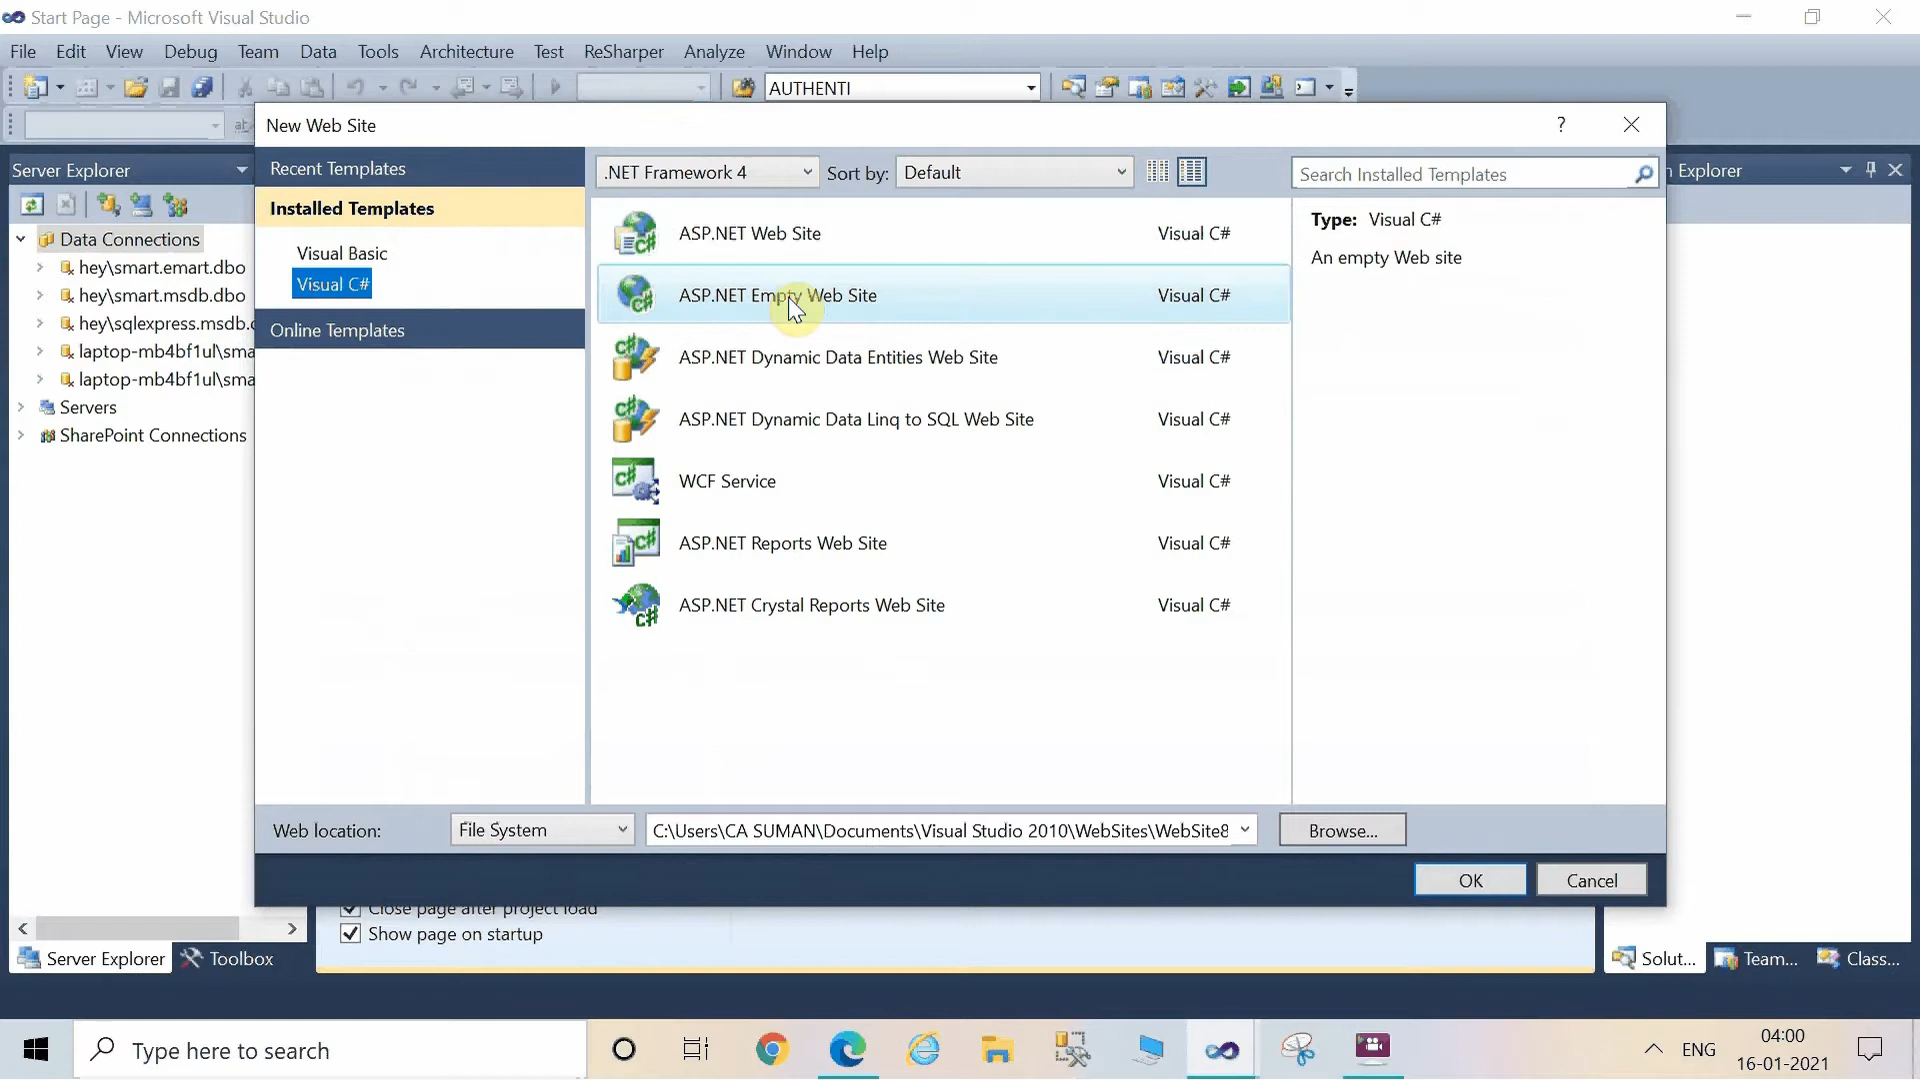 Start Page - Microsoft Visual Studio
File Edit View Debug Team Data Tools Architecture Test ReSharper Analyze Window Help
AUTHENTI
New Web Site
?
Server Explorer
Recent Templates
.NET Framework 4
Sort by:
Default
Search Installed Templates
Explorer
Installed Templates
Visual Basic
Visual C#
Online Templates
Data Connections
hey\smart.emart.dbo
hey\smart.msdb.dbo
hey\sqlexpress.msdb.
laptop-mb4bf1ul\sma
laptop-mb4bf1ul\sma
Servers
SharePoint Connections
ASP.NET Web Site Visual C#
ASP.NET Empty Web Site Visual C#
ASP.NET Dynamic Data Entities Web Site Visual C#
ASP.NET Dynamic Data Linq to SQL Web Site Visual C#
WCF Service Visual C#
ASP.NET Reports Web Site Visual C#
ASP.NET Crystal Reports Web Site Visual C#
Type: Visual C#
An empty Web site
Web location:
File System
C:\Users\CA SUMAN\Documents\Visual Studio 2010\WebSites\WebSite8
Browse...
OK
Cancel
Close page after project load
Show page on startup
Server Explorer
Toolbox
Solut...
Team...
Class...
Type here to search
ENG
04:00
16-01-2021